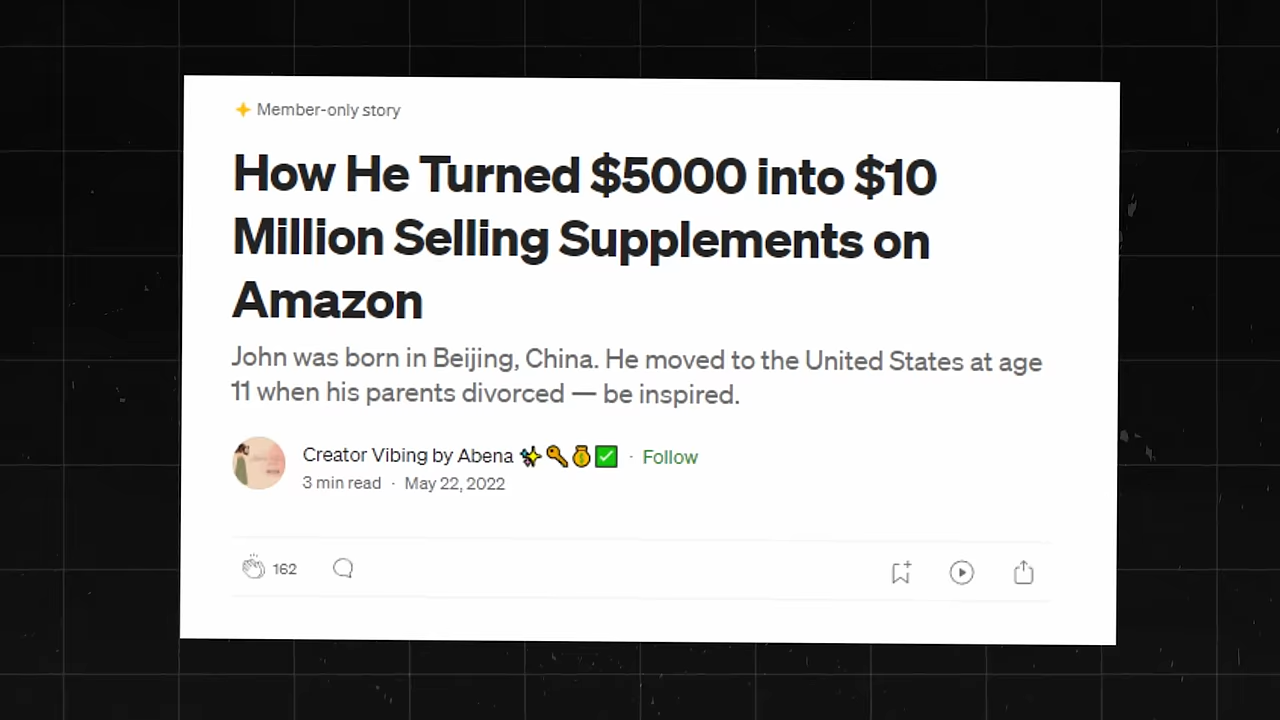 Member-only story
How He Turned $5000 into $10
Million Selling Supplements on
Amazon
John was born in Beijing, China. He moved to the United States at age
11 when his parents divorced — be inspired.
Creator Vibing by Abena ✨🔑💰✅ · Follow
3 min read · May 22, 2022
162